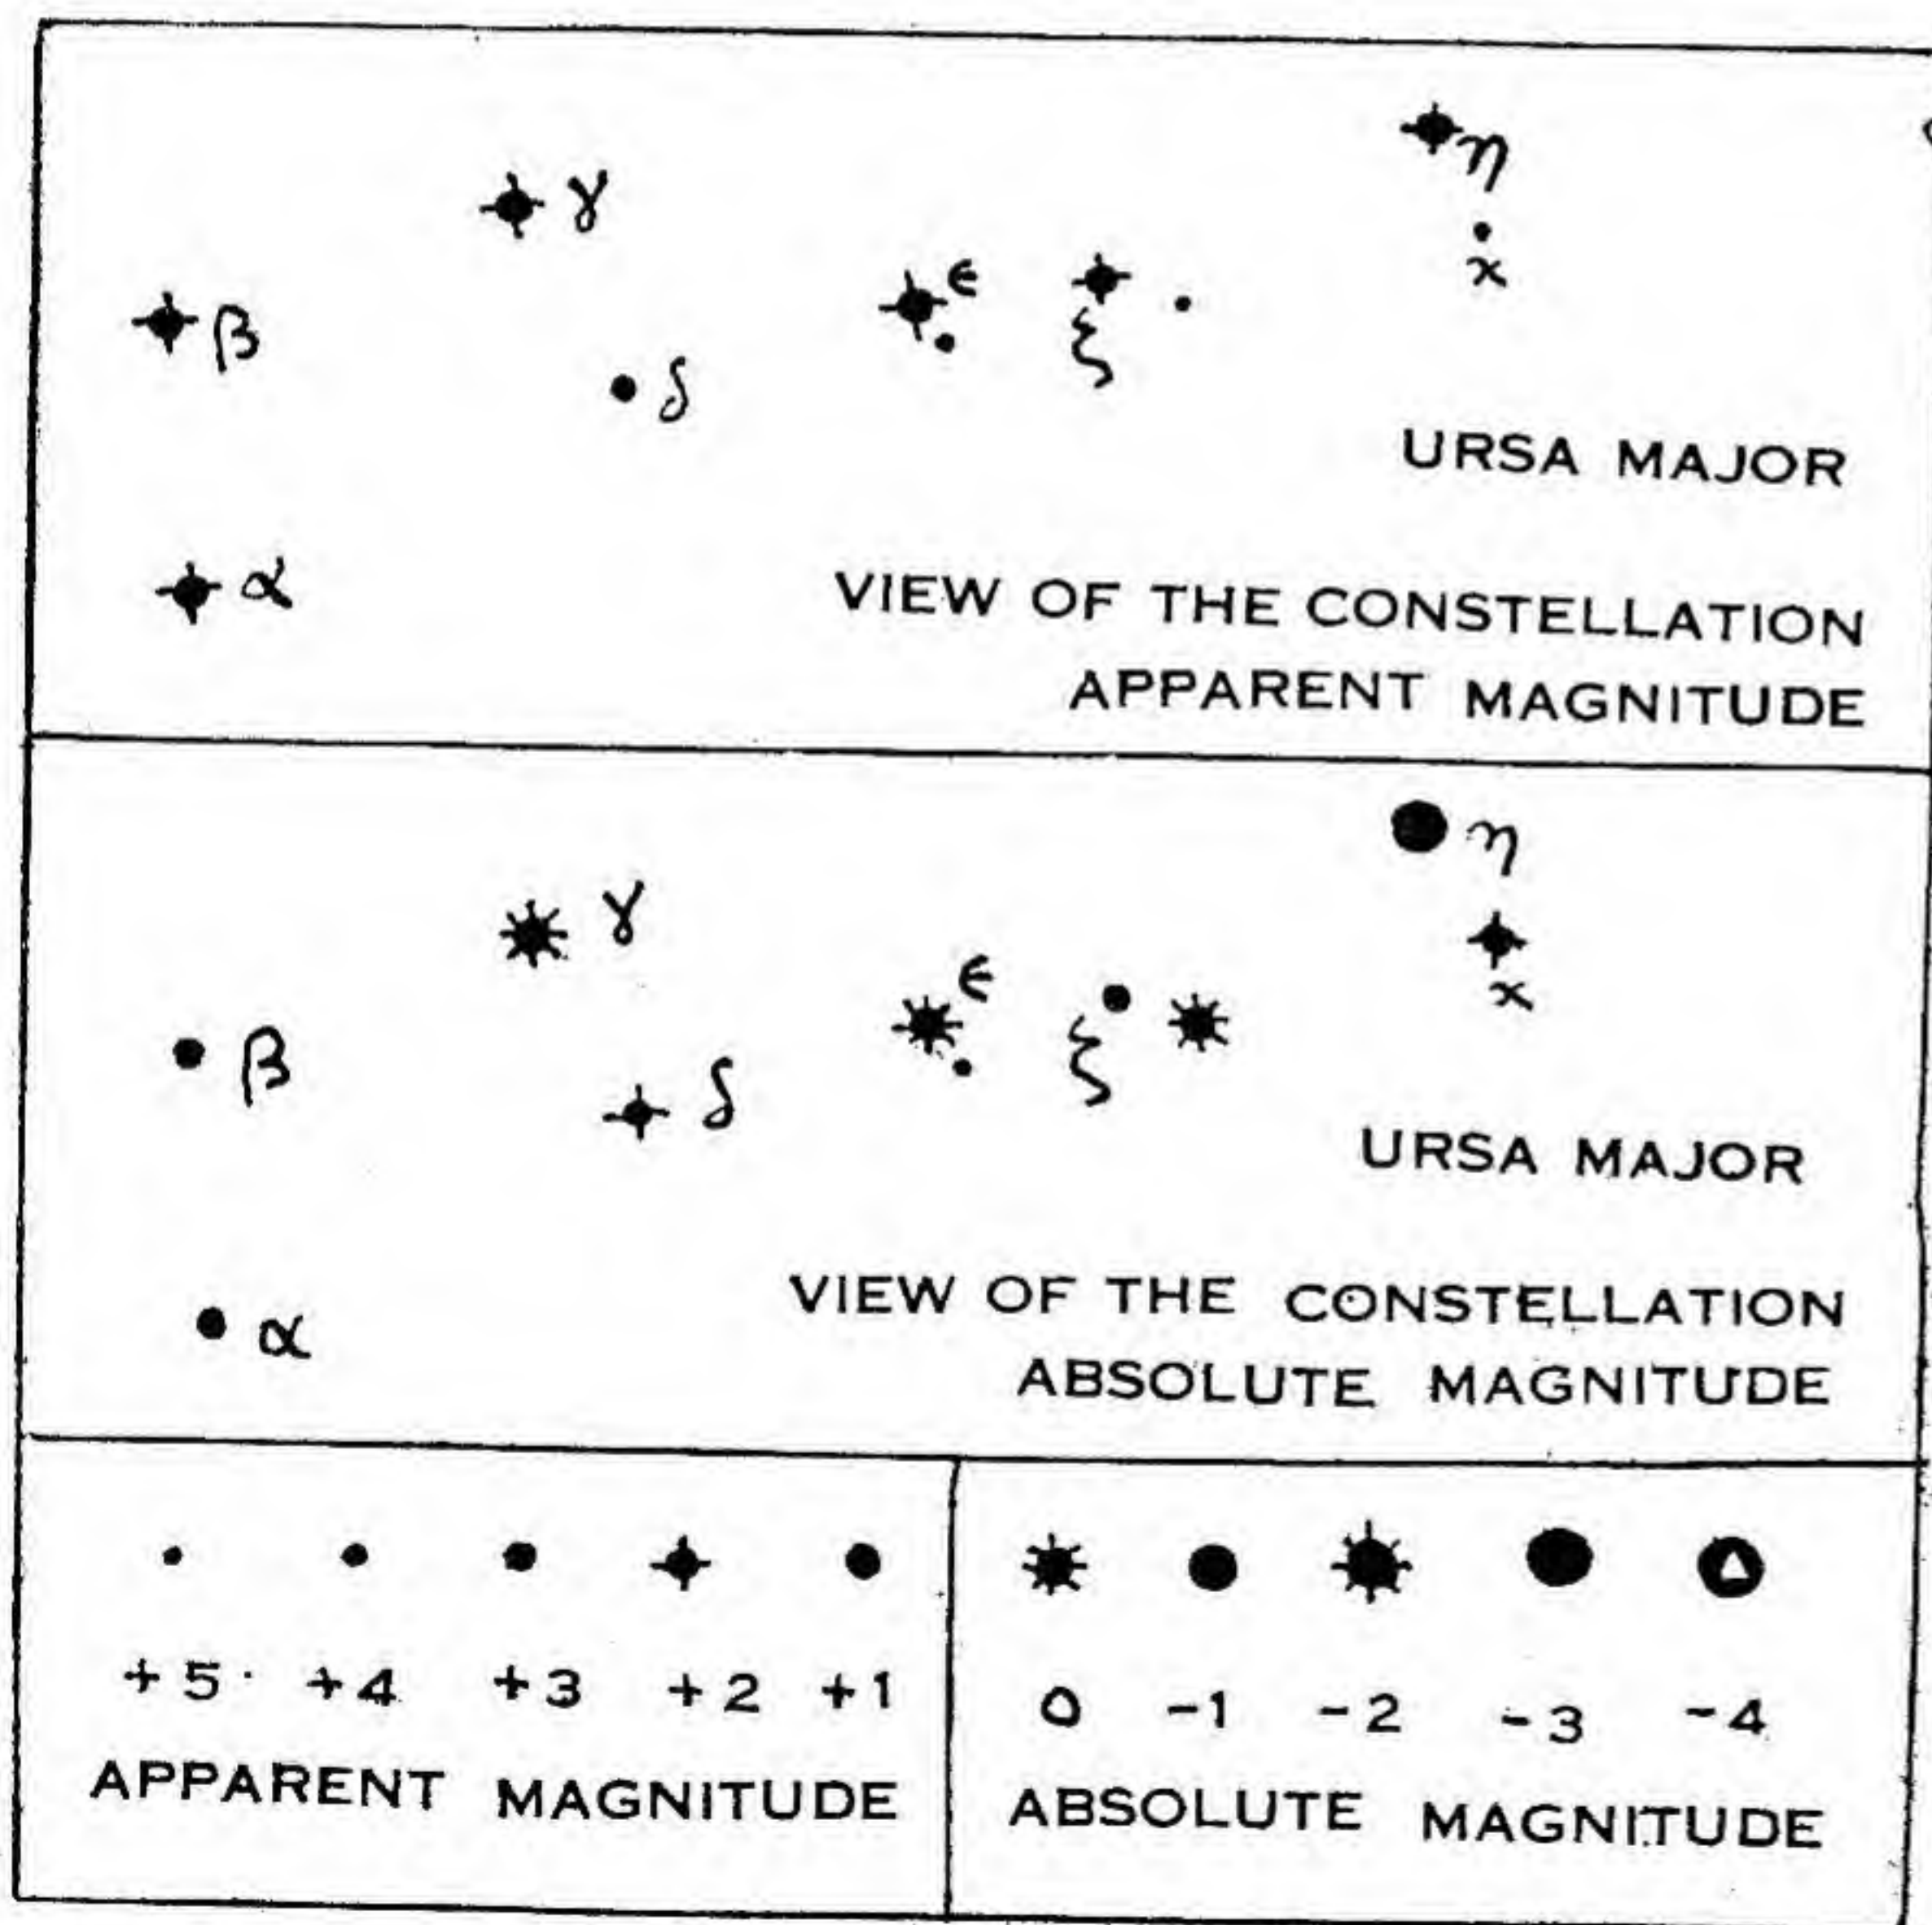 η
γ
ϵ
x
β
ξ
δ
URSA MAJOR
α
VIEW OF THE CONSTELLATION
APPARENT MAGNITUDE
η
γ
ϵ
x
β
ξ
δ
URSA MAJOR
VIEW OF THE CONSTELLATION
α
ABSOLUTE MAGNITUDE
+5 +4 +3 +2 +1
0 -1 -2 -3 -4
APPARENT MAGNITUDE
ABSOLUTE MAGNITUDE